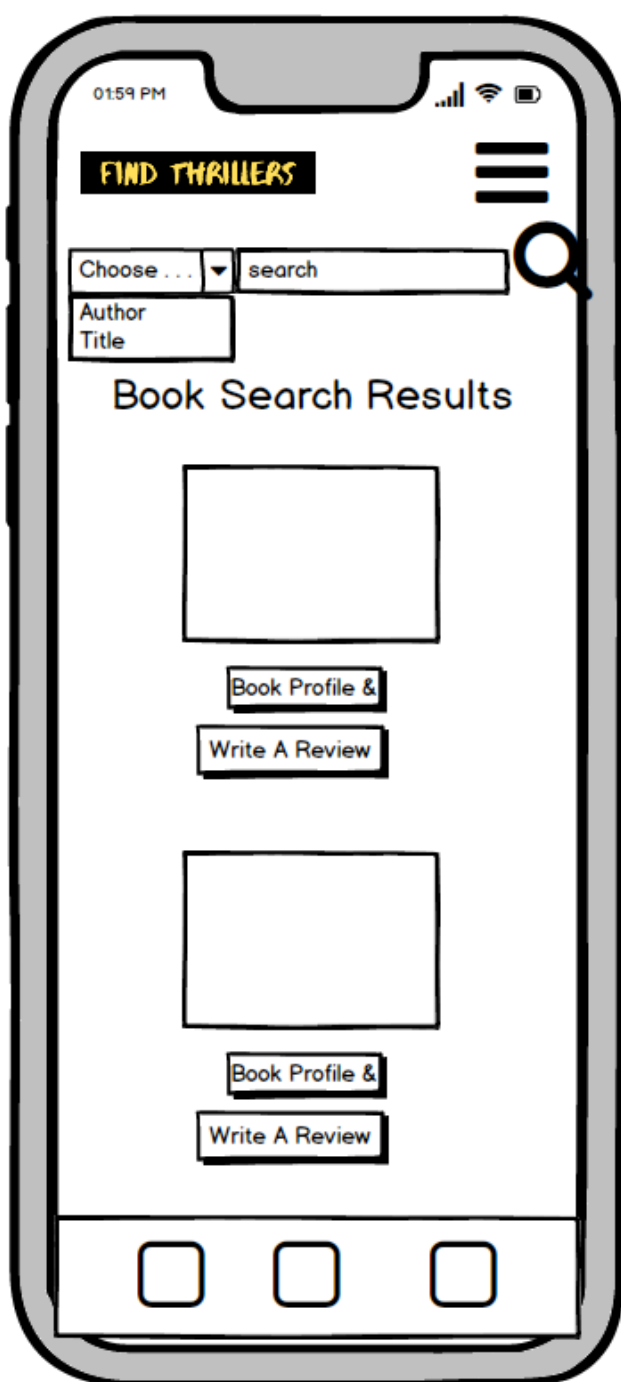 01:59 PM
FIND THRILLERS
Choose . . .
search
Author
Title
Book Search Results
Book Profile &
Write A Review
Book Profile &
Write A Review